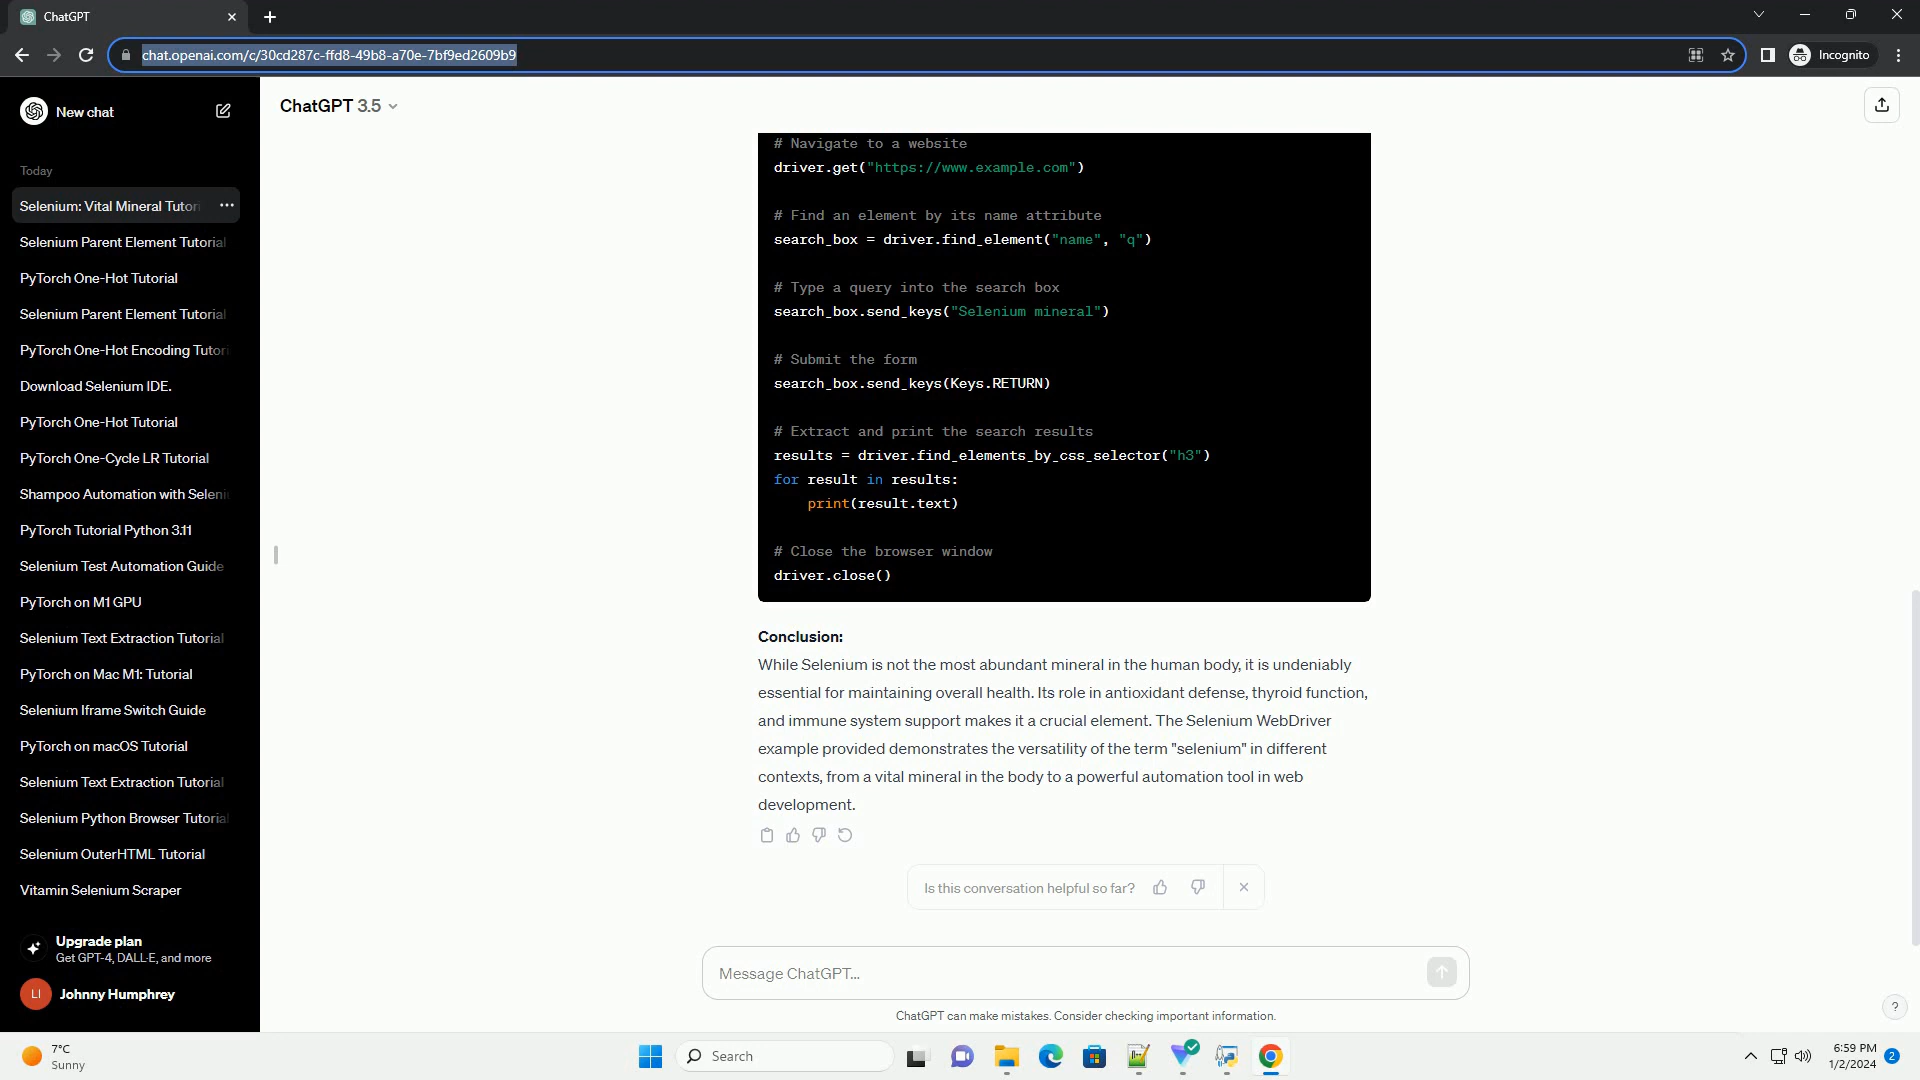 ChatGPT
chat.openai.com/c/30cd287c-ffd8-49b8-a70e-7bf9ed2609b9
Incognito
New chat
Today
Selenium: Vital Mineral Tutori
Selenium Parent Element Tutorial
PyTorch One-Hot Tutorial
Selenium Parent Element Tutorial
PyTorch One-Hot Encoding Tutori
Download Selenium IDE.
PyTorch One-Hot Tutorial
PyTorch One-Cycle LR Tutorial
Shampoo Automation with Seleni
PyTorch Tutorial Python 3.11
Selenium Test Automation Guide
PyTorch on M1 GPU
Selenium Text Extraction Tutorial
PyTorch on Mac M1: Tutorial
Selenium Iframe Switch Guide
PyTorch on macOS Tutorial
Selenium Text Extraction Tutorial
Selenium Python Browser Tutorial
Selenium OuterHTML Tutorial
Vitamin Selenium Scraper
Upgrade plan
Get GPT-4, DALL·E, and more
LI Johnny Humphrey
ChatGPT 3.5
# Navigate to a website
driver.get("https://www.example.com")
# Find an element by its name attribute
search_box = driver.find_element("name", "q")
# Type a query into the search box
search_box.send_keys("Selenium mineral")
# Submit the form
search_box.send_keys(Keys.RETURN)
# Extract and print the search results
results = driver.find_elements_by_css_selector("h3")
for result in results:
print(result.text)
# Close the browser window
driver.close()
Conclusion:
While Selenium is not the most abundant mineral in the human body, it is undeniably
essential for maintaining overall health. Its role in antioxidant defense, thyroid function,
and immune system support makes it a crucial element. The Selenium WebDriver
example provided demonstrates the versatility of the term "selenium" in different
contexts, from a vital mineral in the body to a powerful automation tool in web
development.
Is this conversation helpful so far?
Message ChatGPT...
ChatGPT can make mistakes. Consider checking important information.
?
7°C
Sunny
Search
6:59 PM
1/2/2024
2